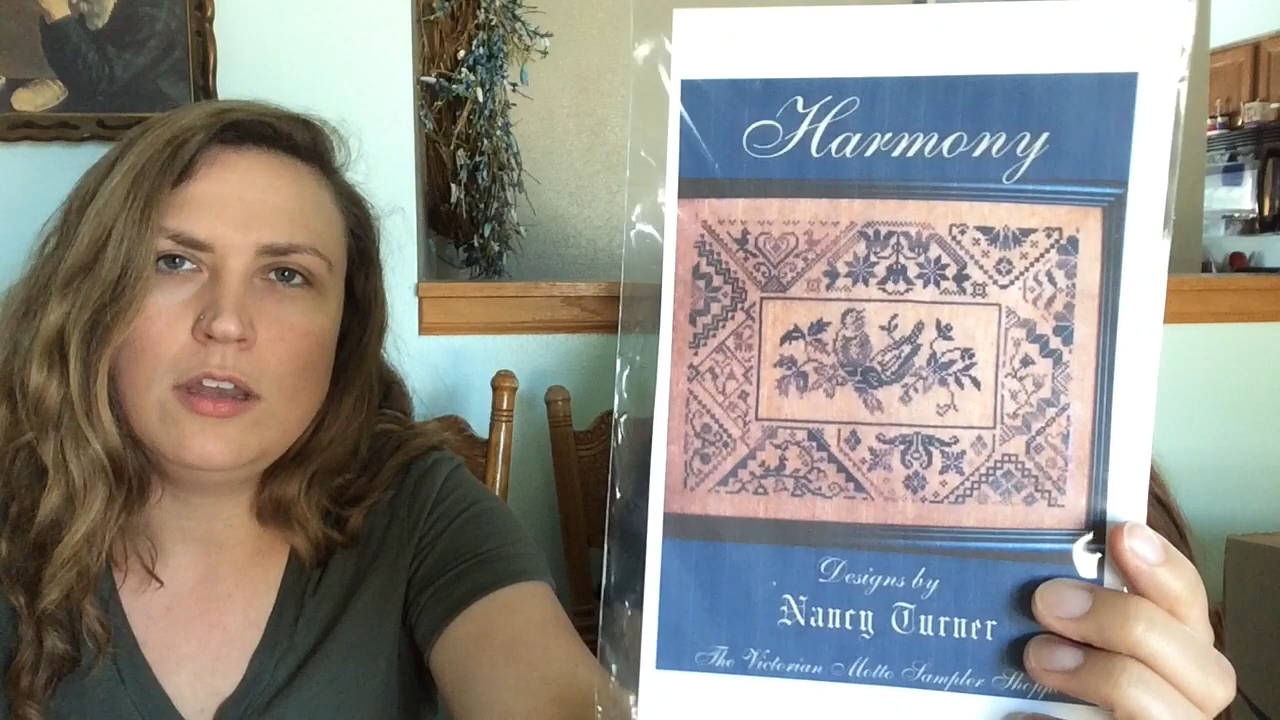 Harmony
Designs by
Nancy Turner
The Victorian Motto Sampler Shoppe